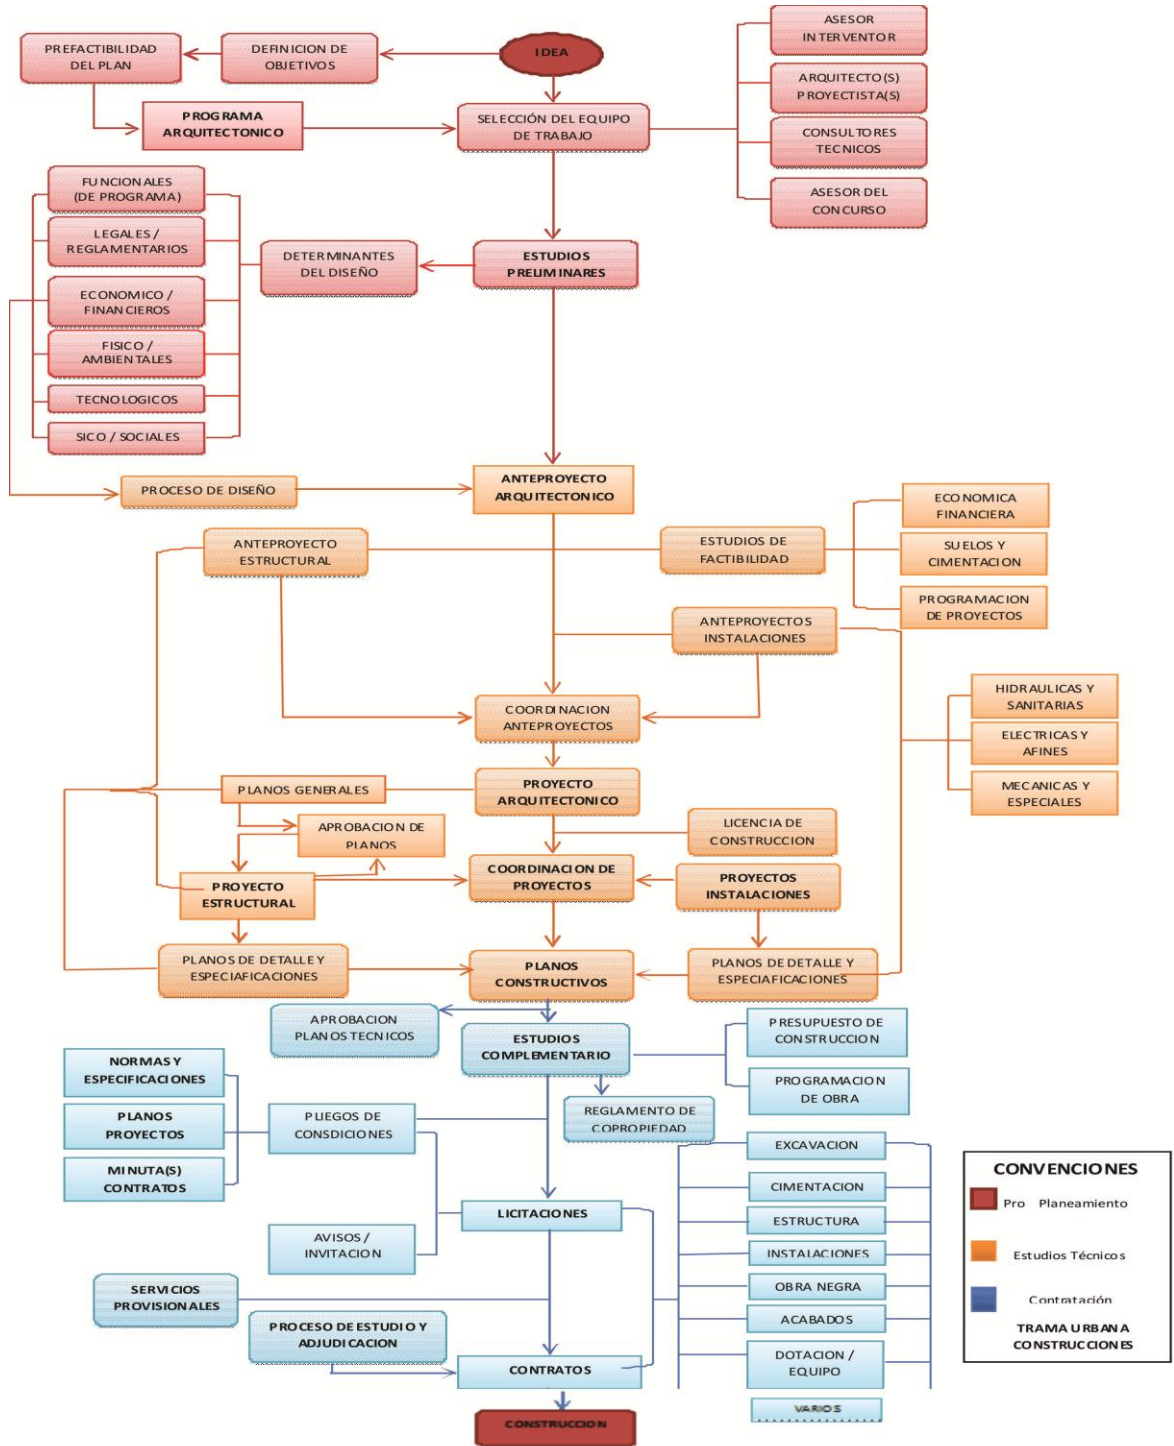 ASESOR
INTERVENTOR
PREFACTIBILIDAD
DEL PLAN
DEFINICION DE
OBJETIVOS
IDEA
ARQUITECTO(S)
PROYECTISTA(S)
PROGRAMA
ARQUITECTONICO
SELECCIÓN DEL EQUIPO
DE TRABAJO
CONSULTORES
TECNICOS
ASESOR DEL
CONCURSO
FUNCIONALES
(DE PROGRAMA)
LEGALES /
REGLAMENTARIOS
DETERMINANTES
DEL DISEÑO
ESTUDIOS
PRELIMINARES
ECONOMICO /
FINANCIEROS
FISICO /
AMBIENTALES
TECNOLOGICOS
SICO / SOCIALES
PROCESO DE DISEÑO
ANTEPROYECTO
ARQUITECTONICO
ECONOMICA
FINANCIERA
ANTEPROYECTO
ESTRUCTURAL
ESTUDIOS DE
FACTIBILIDAD
SUELOS Y
CIMENTACION
PROGRAMACION
DE PROYECTOS
ANTEPROYECTOS
INSTALACIONES
COORDINACION
ANTEPROYECTOS
HIDRAULICAS Y
SANITARIAS
ELECTRICAS Y
AFINES
MECANICAS Y
ESPECIALES
PLANOS GENERALES
PROYECTO
ARQUITECTONICO
APROBACION DE
PLANOS
LICENCIA DE
CONSTRUCCION
PROYECTO
ESTRUCTURAL
COORDINACION DE
PROYECTOS
PROYECTOS
INSTALACIONES
PLANOS DE DETALLE Y
ESPECIAFICACIONES
PLANOS
CONSTRUCTIVOS
PLANOS DE DETALLE Y
ESPECIAFICACIONES
APROBACION
PLANOS TECNICOS
ESTUDIOS
COMPLEMENTARIO
PRESUPUESTO DE
CONSTRUCCION
PROGRAMACION
DE OBRA
NORMAS Y
ESPECIFICACIONES
PLANOS
PROYECTOS
MINUTA(S)
CONTRATOS
PLIEGOS DE
CONSDICIONES
REGLAMENTO DE
COPROPIEDAD
LICITACIONES
AVISOS /
INVITACION
SERVICIOS
PROVISIONALES
PROCESO DE ESTUDIO Y
ADJUDICACION
CONTRATOS
CONSTRUCCION
EXCAVACION
CIMENTACION
ESTRUCTURA
INSTALACIONES
OBRA NEGRA
ACABADOS
DOTACION /
EQUIPO
VARIOS
CONVENCIONES
Pro Planeamiento
Estudios Técnicos
Contratación
TRAMA URBANA
CONSTRUCCIONES